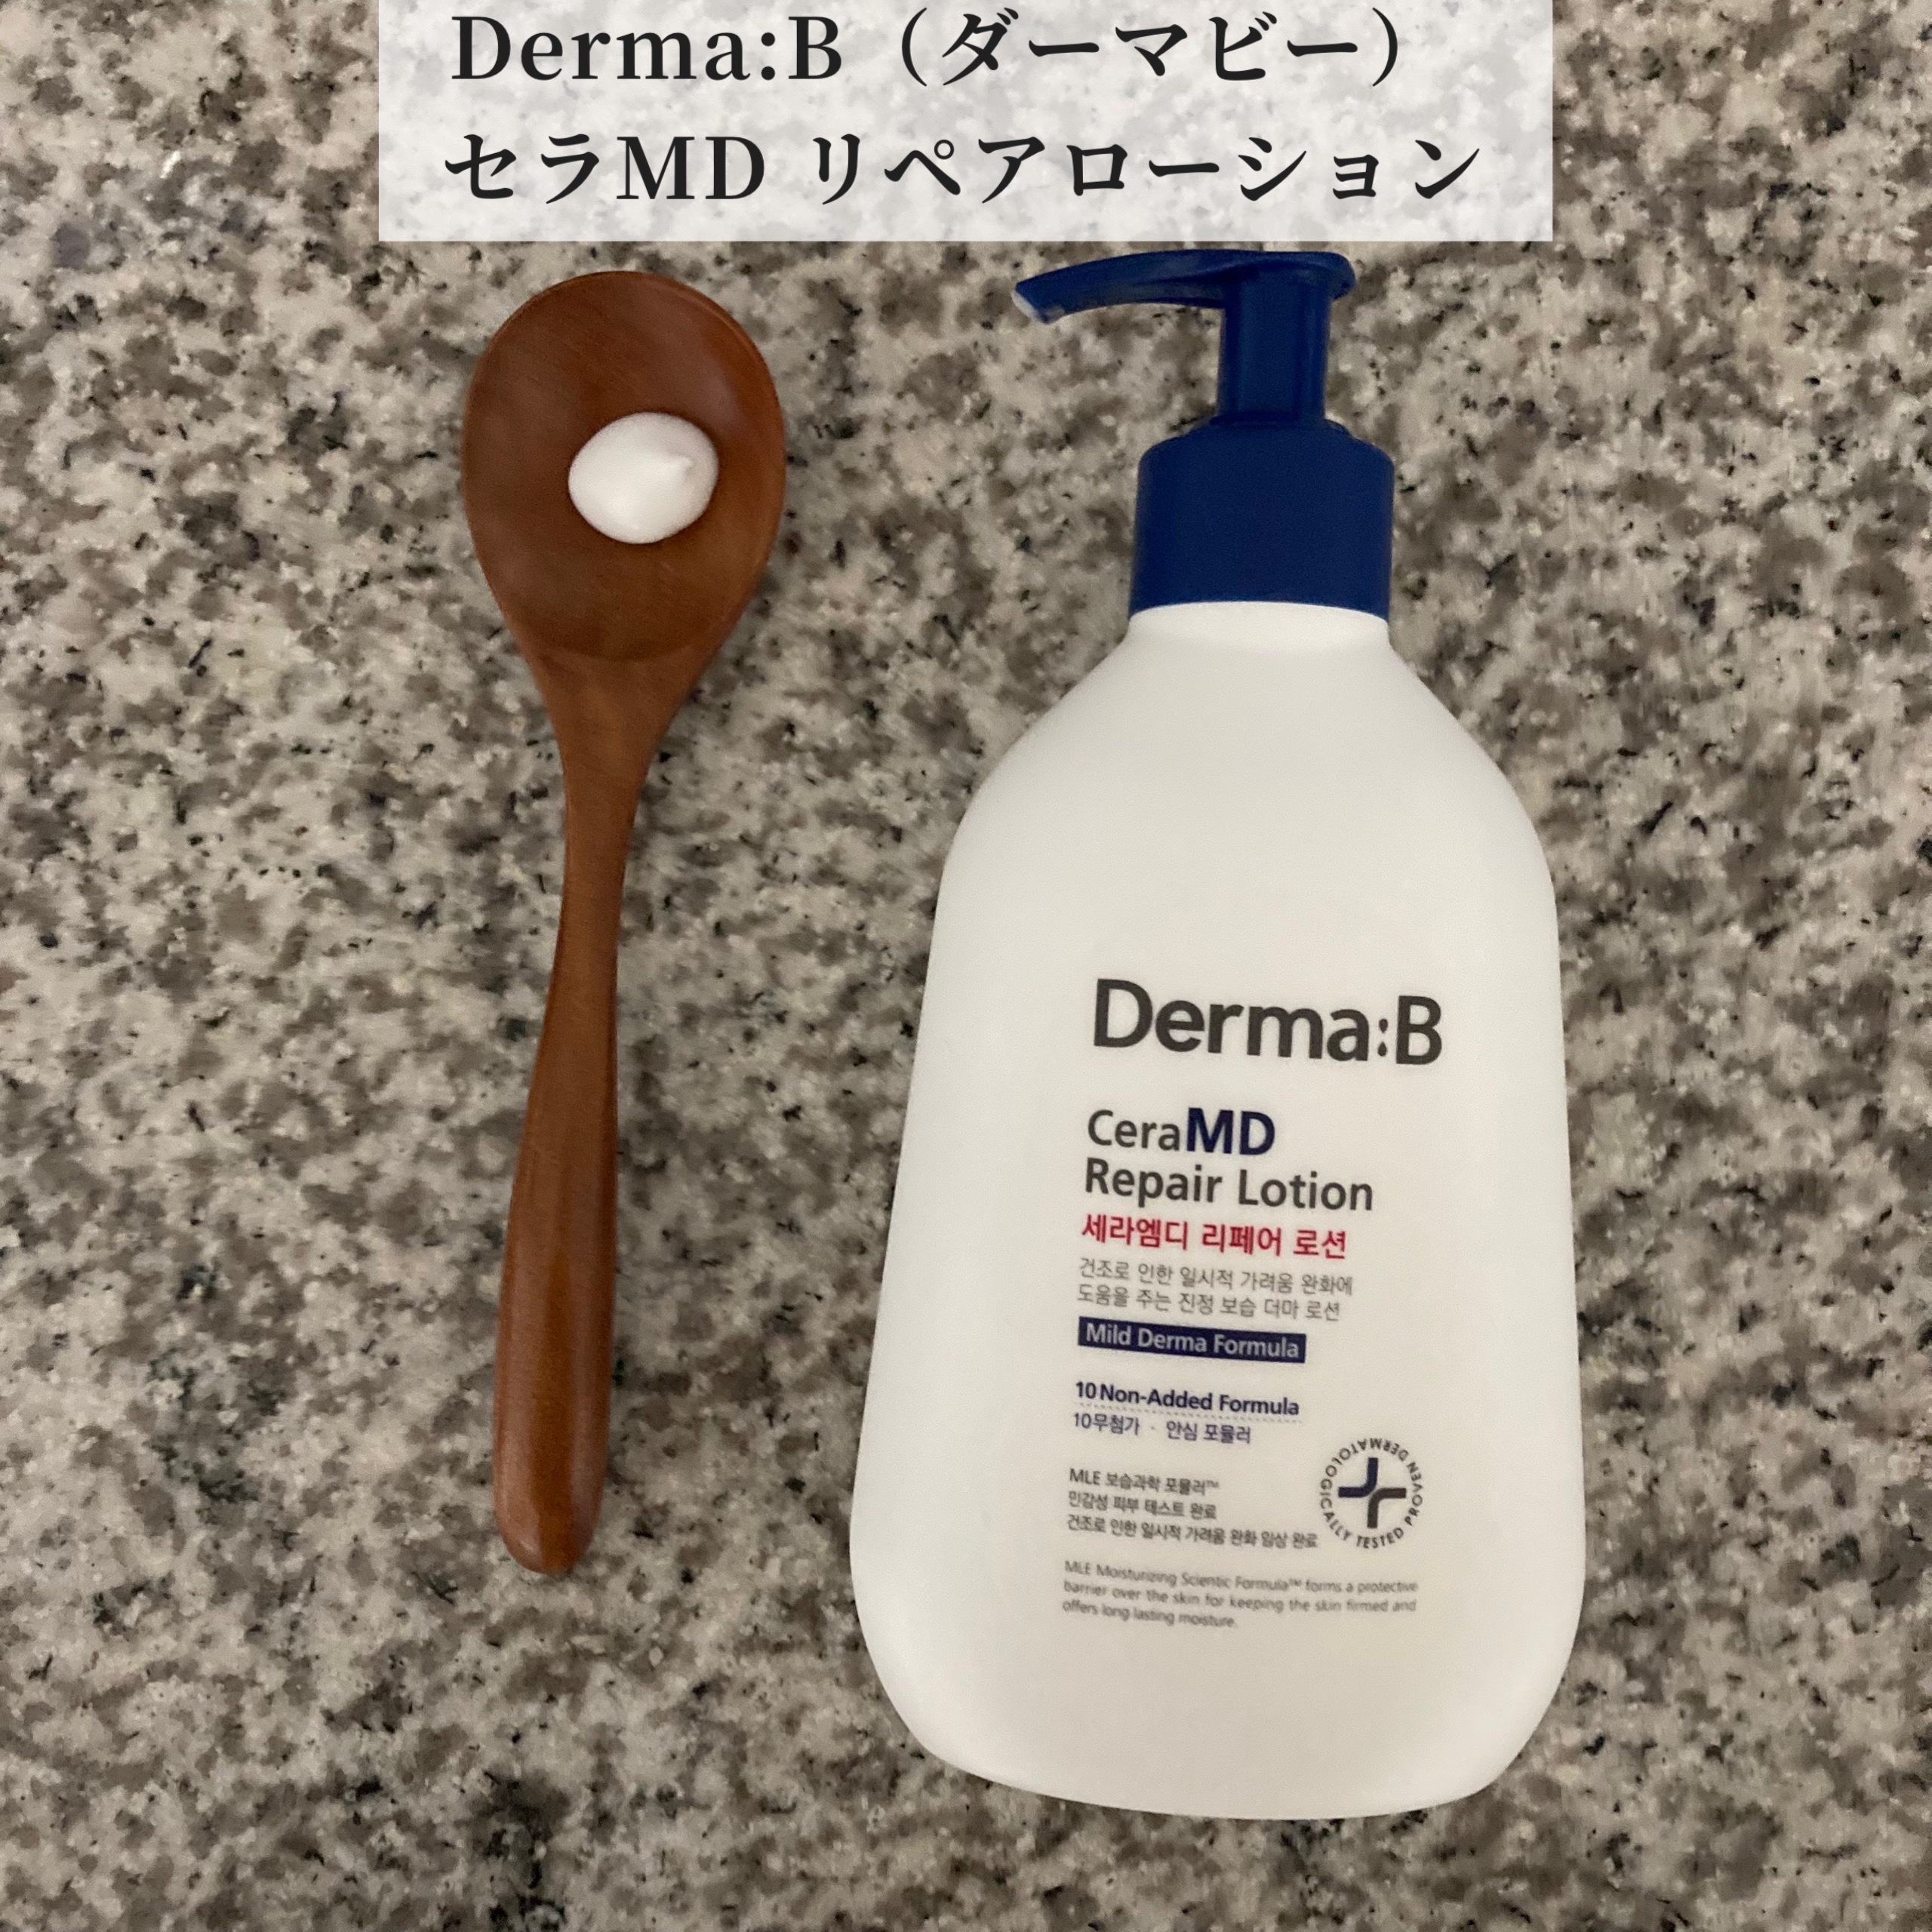 Derma:B（ダーマビー）
セラMD リペアローション
Derma:B
CeraMD
Repair Lotion
세라엠디 리페어 로션
건조로 인한 일시적 가려움 완화에
도움을 주는 진정 보습 더마 로션
Mild Derma Formula
10 Non-Added Formula
10무첨가 · 안심 포뮬러
MLE 보습과학 포뮬러™
민감성 피부 테스트 완료
건조로 인한 일시적 가려움 완화 임상 완료
DERMATOLOGICALLY TESTED PROVEN
MLE Moisturizing Scientic Formula™ forms a protective
barrier over the skin for keeping the skin firmed and
offers long lasting moisture.